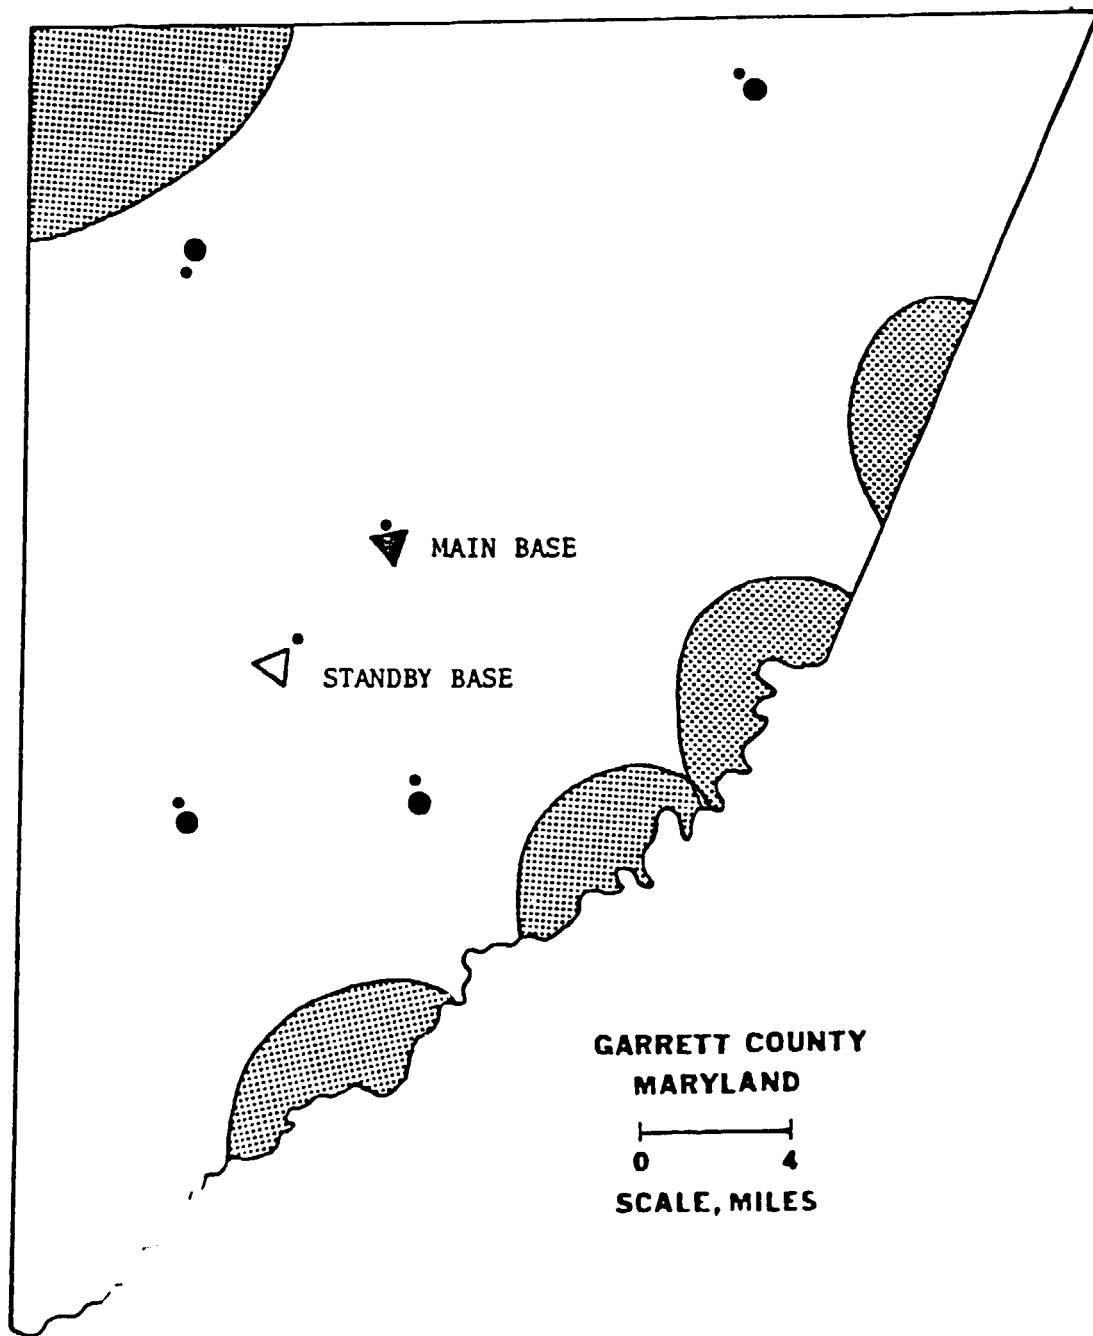 MAIN BASE
STANDBY BASE
GARRETT COUNTY
MARYLAND
0 4
SCALE, MILES